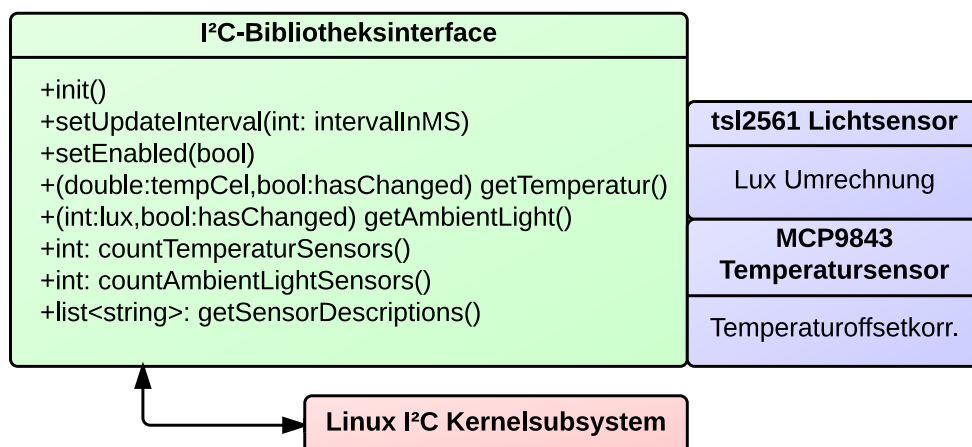 I²C-Bibliotheksinterface
+init()
+setUpdateInterval(int: intervalInMS)
+setEnabled(bool)
+(double:tempCel,bool:hasChanged) getTemperatur()
+(int:lux,bool:hasChanged) getAmbientLight()
+int: countTemperaturSensors()
+int: countAmbientLightSensors()
+list<string>: getSensorDescriptions()
tsl2561 Lichtsensor
Lux Umrechnung
MCP9843
Temperatursensor
Temperaturoffsetkorr.
Linux I²C Kernelsubsystem